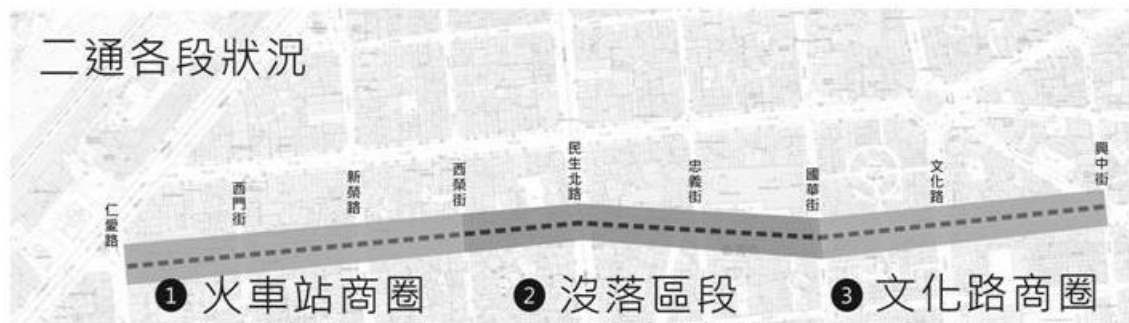 二通各段狀況
仁愛路
西門街
新榮路
西榮街
民生北路
忠義街
國華街
文化路
興中街
❶ 火車站商圈
❷ 沒落區段
❸ 文化路商圈